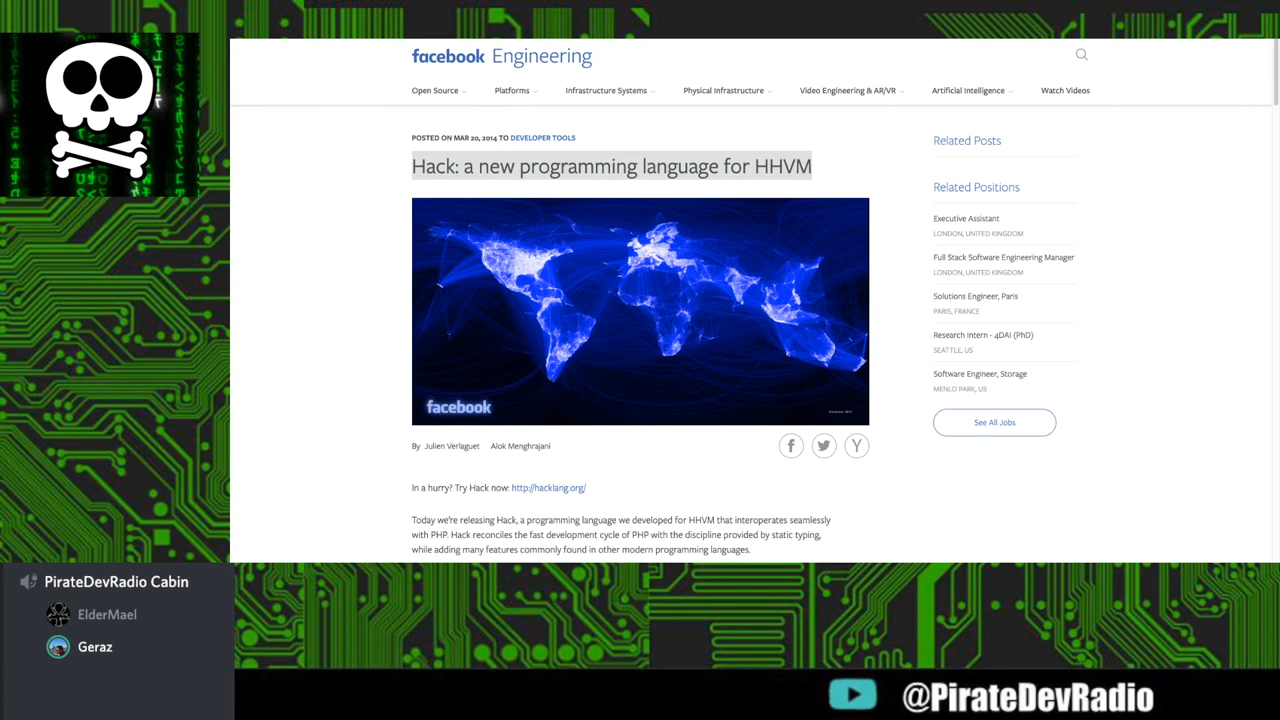 facebook Engineering
Open Source
Platforms
Infrastructure Systems
Physical Infrastructure
Video Engineering & AR/VR
Artificial Intelligence
Watch Videos
POSTED ON MAR 20, 2014 TO DEVELOPER TOOLS
Hack: a new programming language for HHVM
facebook
By Julien Verlaguet Alok Menghrajani
In a hurry? Try Hack now: http://hacklang.org/
Today we're releasing Hack, a programming language we developed for HHVM that interoperates seamlessly
with PHP. Hack reconciles the fast development cycle of PHP with the discipline provided by static typing,
while adding many features commonly found in other modern programming languages.
Related Posts
Related Positions
Executive Assistant
LONDON, UNITED KINGDOM
Full Stack Software Engineering Manager
LONDON, UNITED KINGDOM
Solutions Engineer, Paris
PARIS, FRANCE
Research Intern - 4DAI (PhD)
SEATTLE, US
Software Engineer, Storage
MENLO PARK, US
See All Jobs
PirateDevRadio Cabin
ElderMael
Geraz
@PirateDevRadio